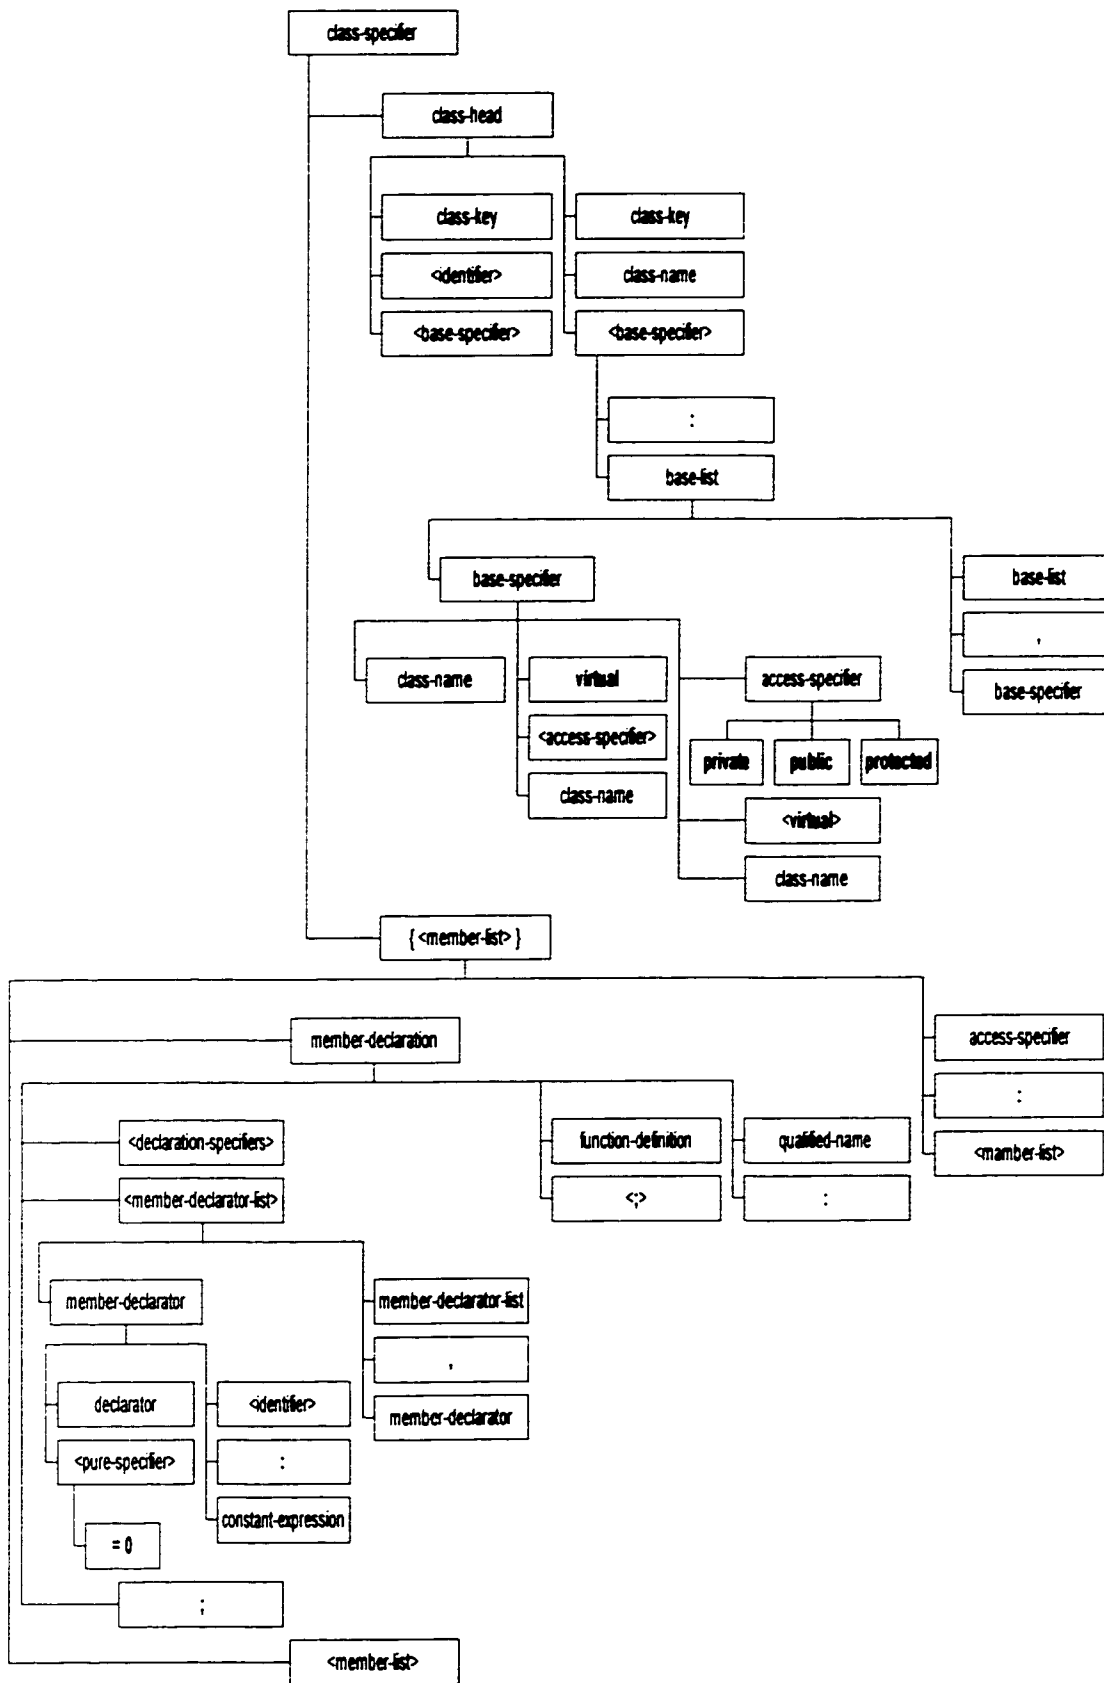 class-specifier
class-head
class-key
class-key
<identifier>
class-name
<base-specifier>
<base-specifier>
:
base-list
base-specifier
base-list
,
class-name
virtual
access-specifier
base-specifier
<access-specifier>
private
public
protected
class-name
<virtual>
class-name
{ <member-list> }
member-declaration
access-specifier
:
<declaration-specifiers>
function-definition
qualified-name
<mamber-list>
<member-declarator-list>
<;>
:
member-declarator
member-declarator-list
,
declarator
<identifier>
member-declarator
<pure-specifier>
:
constant-expression
= 0
;
<member-list>